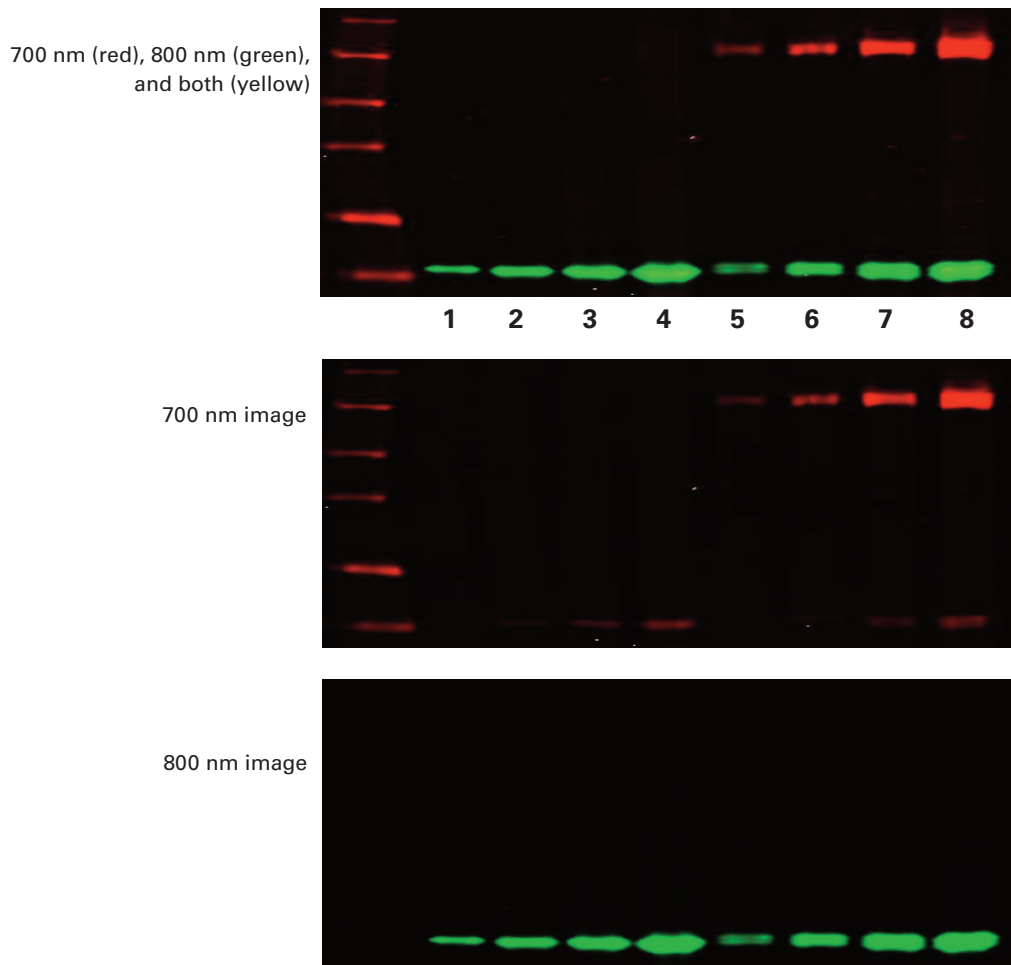 700 nm (red), 800 nm (green),
and both (yellow)
1 2 3 4 5 6 7 8
700 nm image
800 nm image